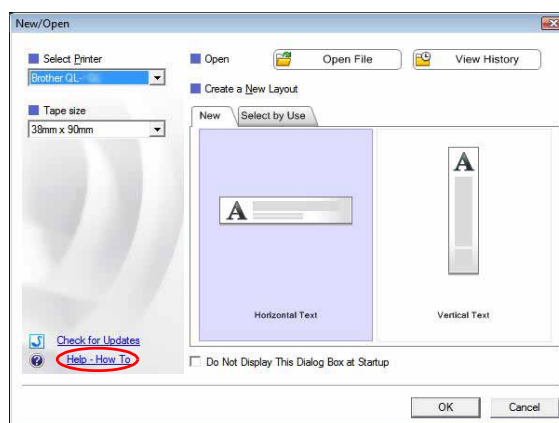 New/Open
Select Printer
Brother QL-
Tape size
38mm x 90mm
Check for Updates
Help - How To
Open
Open File
View History
Create a New Layout
New
Select by Use
A
Horizontal Text
A
Vertical Text
Do Not Display This Dialog Box at Startup
OK
Cancel